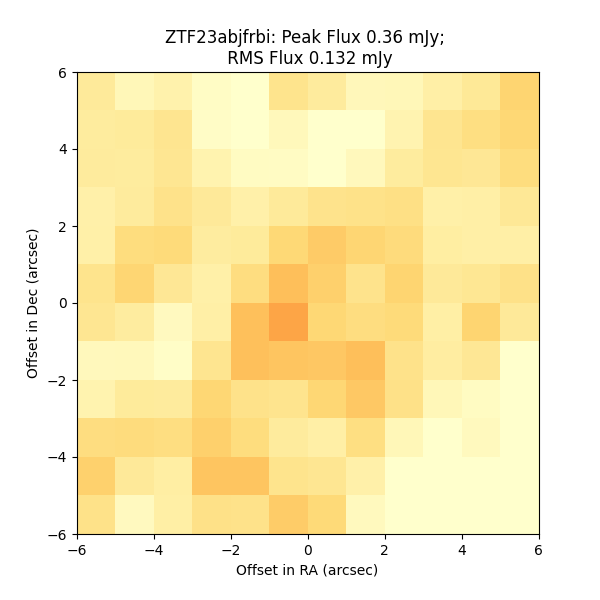 ZTF23abjfrbi: Peak Flux 0.36 mJy;
RMS Flux 0.132 mJy
6
4
2
0
−2
−4
−6
Offset in Dec (arcsec)
−6 −4 −2 0 2 4 6
Offset in RA (arcsec)